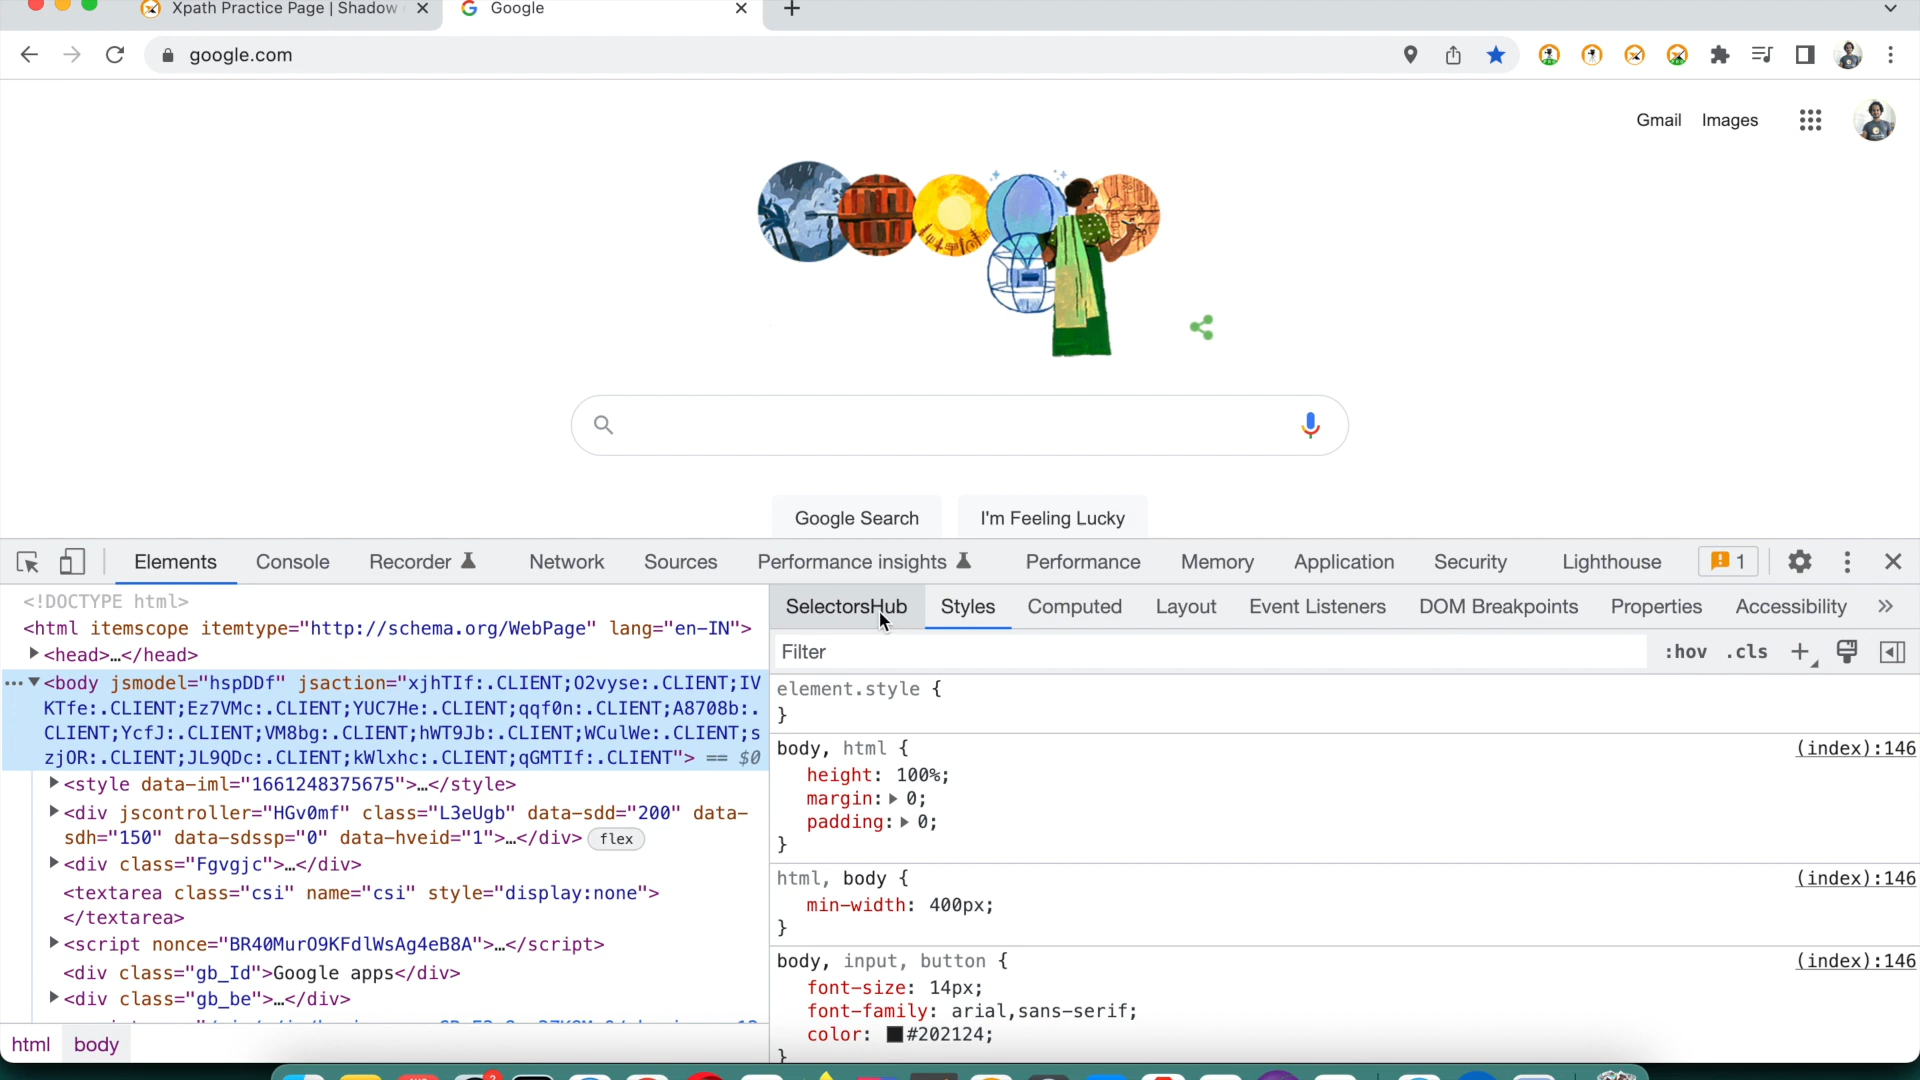 Xpath Practice Page | Shadow
Google
google.com
Gmail Images
Google Search I'm Feeling Lucky
Elements Console Recorder Network Sources Performance insights Performance Memory Application Security Lighthouse 1
SelectorsHub Styles Computed Layout Event Listeners DOM Breakpoints Properties Accessibility »
Filter :hov .cls
<!DOCTYPE html>
<html itemscope itemtype="http://schema.org/WebPage" lang="en-IN">
<head>…</head>
<body jsmodel="hspDDf" jsaction="xjhTIf:.CLIENT;O2vyse:.CLIENT;IV
KTfe:.CLIENT;Ez7VMc:.CLIENT;YUC7He:.CLIENT;qqf0n:.CLIENT;A8708b:.
CLIENT;YcfJ:.CLIENT;VM8bg:.CLIENT;hWT9Jb:.CLIENT;WCulWe:.CLIENT;s
zjOR:.CLIENT;JL9QDc:.CLIENT;kWlxhc:.CLIENT;qGMTIf:.CLIENT"> == $0
<style data-iml="1661248375675">…</style>
<div jscontroller="HGv0mf" class="L3eUgb" data-sdd="200" data-
sdh="150" data-sdssp="0" data-hveid="1">…</div> flex
<div class="Fgvgjc">…</div>
<textarea class="csi" name="csi" style="display:none">
</textarea>
<script nonce="BR40MurO9KFdlWsAg4eB8A">…</script>
<div class="gb_Id">Google apps</div>
<div class="gb_be">…</div>
html body
element.style {
}
body, html { (index):146
height: 100%;
margin: 0;
padding: 0;
}
html, body { (index):146
min-width: 400px;
}
body, input, button { (index):146
font-size: 14px;
font-family: arial,sans-serif;
color: #202124;
}